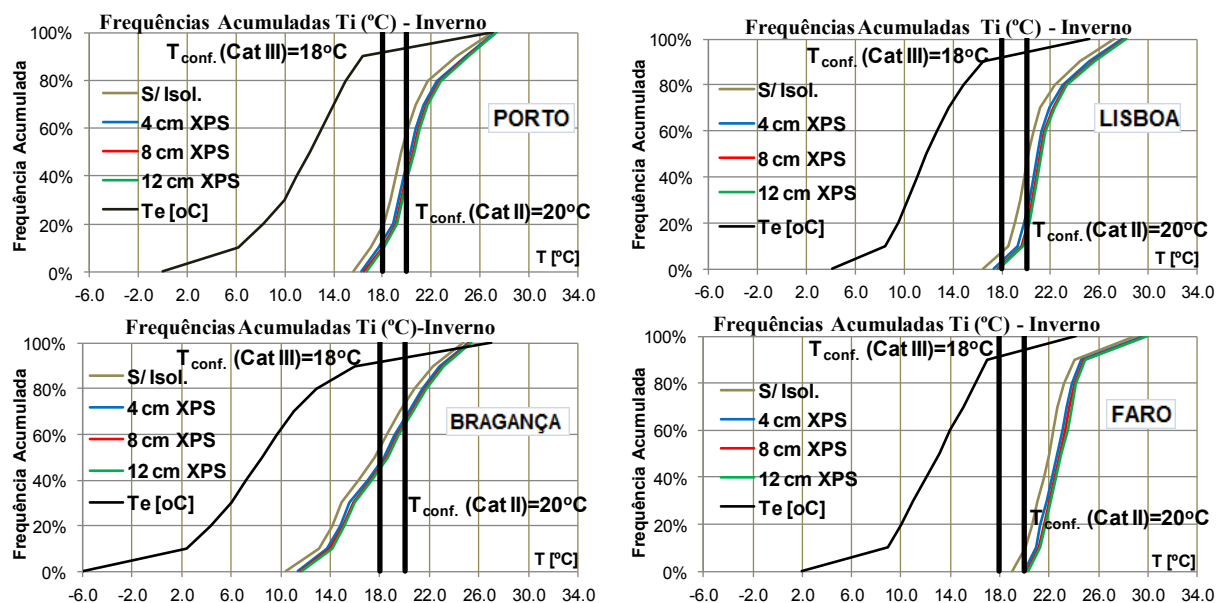 Frequências Acumuladas Ti (ºC) - Inverno
Frequência Acumulada
100%
80%
60%
40%
20%
0%
T conf. (Cat III)=18ºC
S/ Isol.
4 cm XPS
8 cm XPS
12 cm XPS
Te [oC]
PORTO
T conf. (Cat II)=20ºC
T [ºC]
-6.0 -2.0 2.0 6.0 10.0 14.0 18.0 22.0 26.0 30.0 34.0
Frequências Acumuladas Ti (ºC) - Inverno
Frequência Acumulada
100%
80%
60%
40%
20%
0%
T conf. (Cat III)=18ºC
S/ Isol.
4 cm XPS
8 cm XPS
12 cm XPS
Te [oC]
LISBOA
T conf. (Cat II)=20ºC
T [ºC]
-6.0 -2.0 2.0 6.0 10.0 14.0 18.0 22.0 26.0 30.0 34.0
Frequências Acumuladas Ti (ºC)-Inverno
Frequência Acumulada
100%
80%
60%
40%
20%
0%
T conf. (Cat III)=18ºC
S/ Isol.
4 cm XPS
8 cm XPS
12 cm XPS
Te [oC]
BRAGANÇA
T conf. (Cat II)=20ºC
T [ºC]
-6.0 -2.0 2.0 6.0 10.0 14.0 18.0 22.0 26.0 30.0 34.0
Frequências Acumuladas Ti (ºC) - Inverno
Frequência Acumulada
100%
80%
60%
40%
20%
0%
T conf. (Cat III)=18ºC
S/ Isol.
4 cm XPS
8 cm XPS
12 cm XPS
Te [oC]
FARO
T conf. (Cat II)=20ºC
T [ºC]
-6.0 -2.0 2.0 6.0 10.0 14.0 18.0 22.0 26.0 30.0 34.0